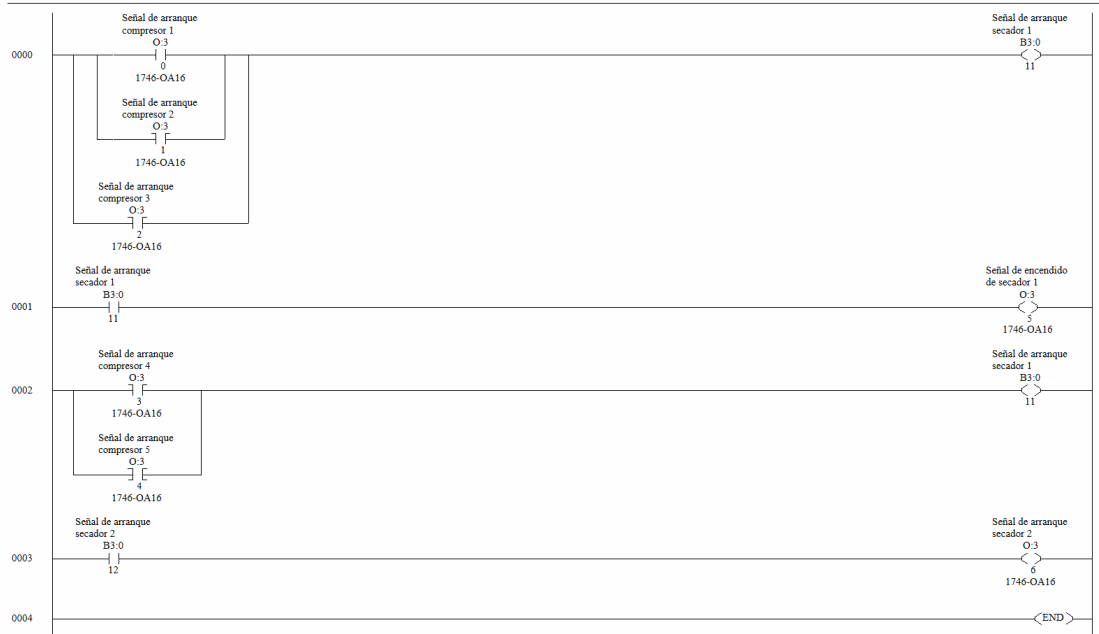 Señal de arranque
compresor 1
O:3
0
1746-OA16
Señal de arranque
secador 1
B3:0
11
0000
Señal de arranque
compresor 2
O:3
1
1746-OA16
Señal de arranque
compresor 3
O:3
2
1746-OA16
Señal de arranque
secador 1
B3:0
11
0001
Señal de encendido
de secador 1
O:3
5
1746-OA16
Señal de arranque
compresor 4
O:3
3
1746-OA16
0002
Señal de arranque
secador 1
B3:0
11
Señal de arranque
compresor 5
O:3
4
1746-OA16
Señal de arranque
secador 2
B3:0
12
0003
Señal de arranque
secador 2
O:3
6
1746-OA16
0004
END